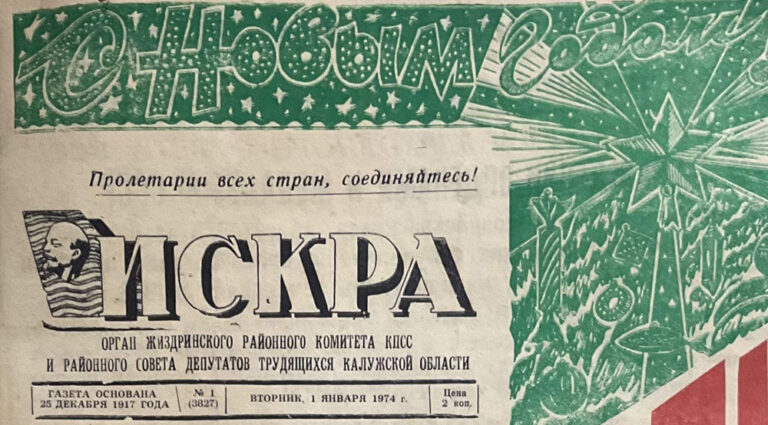 С Новым Годом!
Пролетарии всех стран, соединяйтесь!
ИСКРА
ОРГАН ЖИЗДРИНСКОГО РАЙОННОГО КОМИТЕТА КПСС
И РАЙОННОГО СОВЕТА ДЕПУТАТОВ ТРУДЯЩИХСЯ КАЛУЖСКОЙ ОБЛАСТИ
ГАЗЕТА ОСНОВАНА
25 ДЕКАБРЯ 1917 ГОДА
№ 1
(3827)
ВТОРНИК, 1 ЯНВАРЯ 1974 г.
Цена
2 коп.